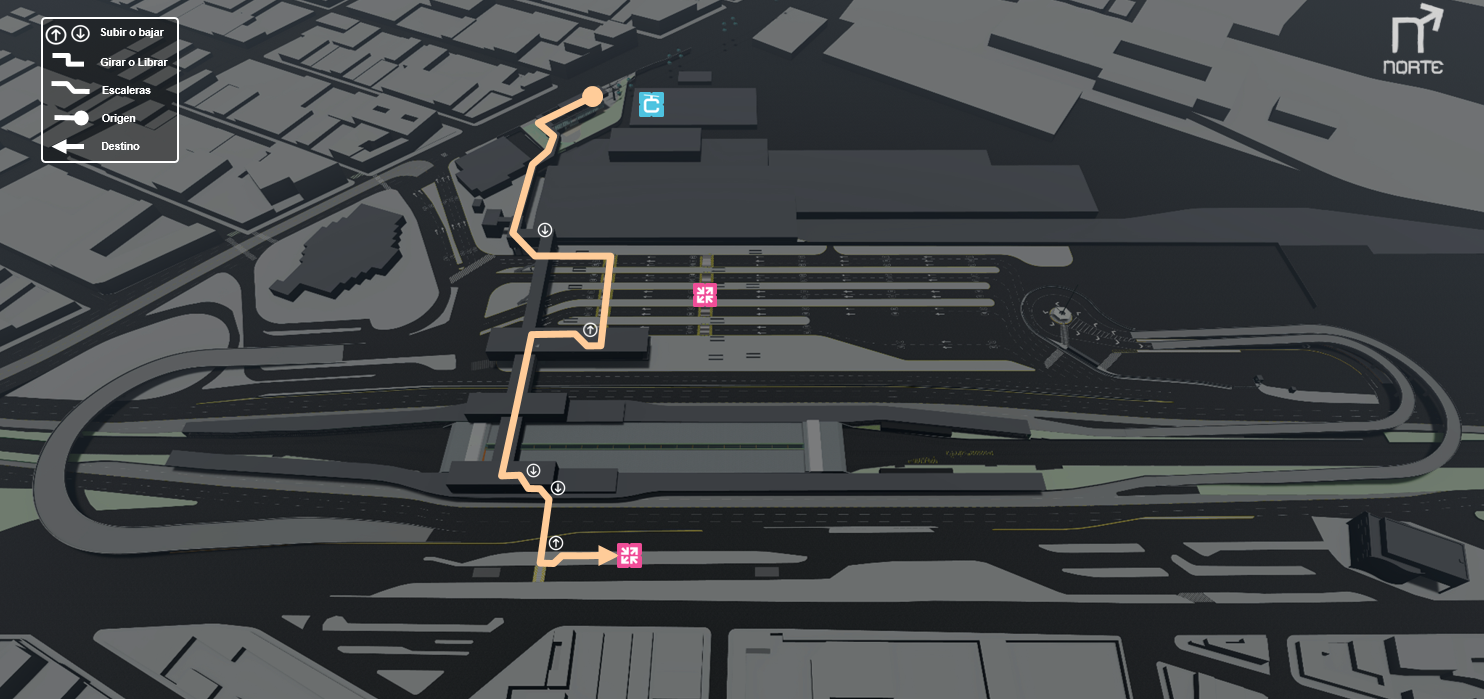 Subir o bajar
Girar o Librar
Escaleras
Origen
Destino
NORTE